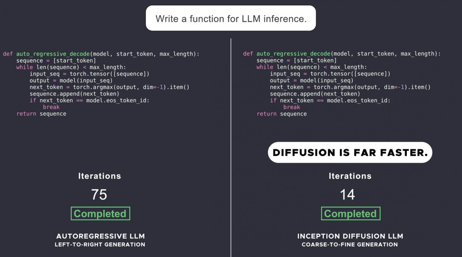 Write a function for LLM inference.
def auto_regressive_decode(model, start_token, max_length):
sequence = [start_token]
while len(sequence) < max_length:
input_seq = torch.tensor([sequence])
output = model(input_seq)
next_token = torch.argmax(output, dim=-1).item()
sequence.append(next_token)
if next_token == model.eos_token_id:
break
return sequence
Iterations
75
Completed
AUTOREGRESSIVE LLM
LEFT-TO-RIGHT GENERATION
def auto_regressive_decode(model, start_token, max_length):
sequence = [start_token]
while len(sequence) < max_length:
input_seq = torch.tensor([sequence])
output = model(input_seq)
next_token = torch.argmax(output, dim=-1).item()
sequence.append(next_token)
if next_token == model.eos_token_id:
break
return sequence
DIFFUSION IS FAR FASTER.
Iterations
14
Completed
INCEPTION DIFFUSION LLM
COARSE-TO-FINE GENERATION